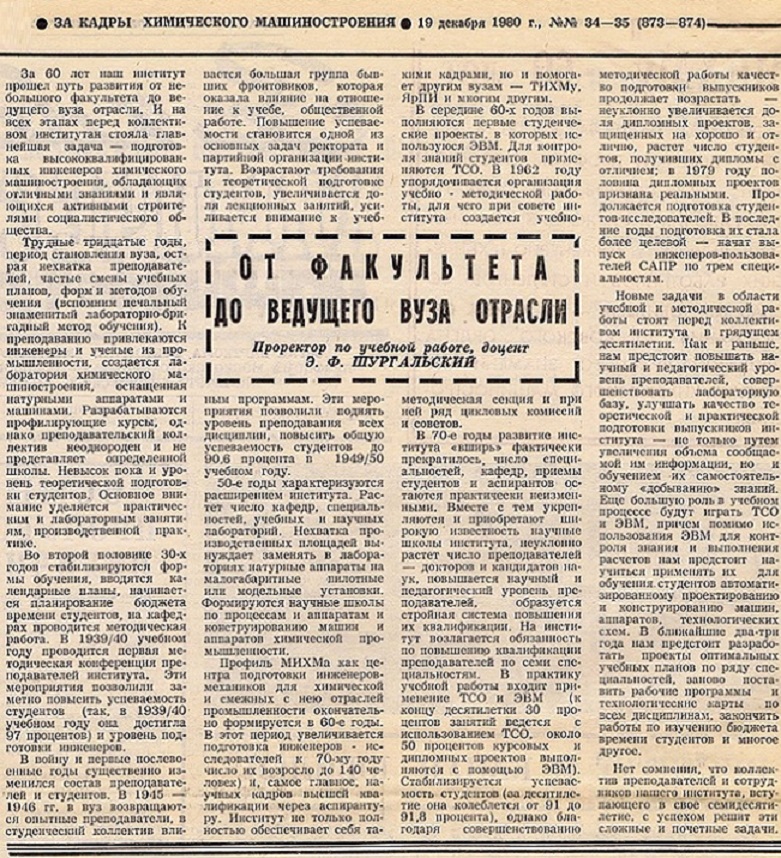 ● ЗА КАДРЫ ХИМИЧЕСКОГО МАШИНОСТРОЕНИЯ ● 19 декабря 1980 г., №№ 34—35 (873—874)
ОТ ФАКУЛЬТЕТА
ДО ВЕДУЩЕГО ВУЗА ОТРАСЛИ
Проректор по учебной работе, доцент
Э. Ф. ШУРГАЛЬСКИЙ
За 60 лет наш институт
прошел путь развития от не-
большого факультета до ве-
дущего вуза отрасли. И на
всех этапах перед коллекти-
вом института стояла глав-
нейшая задача — подготов-
ка высококвалифицирован-
ных инженеров химического
машиностроения, обладающих
отличными знаниями и явля-
ющихся активными строите-
лями социалистического об-
щества.
Трудные тридцатые годы,
период становления вуза, ост-
рая нехватка преподавате-
лей, частые смены учебных
планов, форм и методов обу-
чения (вспомним печальный
знаменитый лабораторно-бри-
гадный метод обучения). К
преподаванию привлекаются
инженеры и ученые из про-
мышленности, создается ла-
боратория химического ма-
шиностроения, оснащенная
натурными аппаратами и
машинами. Разрабатываются
профилирующие курсы, од-
нако преподавательский кол-
лектив неоднороден и не
представляет определенной
школы. Невысок пока и уро-
вень теоретической подготов-
ки студентов. Основное вни-
мание уделяется практичес-
ким и лабораторным заняти-
ям, производственной прак-
тике.
Во второй половине 30-х
годов стабилизируются фор-
мы обучения, вводятся ка-
лендарные планы, начинает-
ся планирование бюджета
времени студентов, на кафед-
рах проводится методическая
работа. В 1939/40 учебном
году проводится первая ме-
тодическая конференция пре-
подавателей института. Эти
мероприятия позволили за-
метно повысить успеваемость
студентов (так, в 1939/40
учебном году она достигла
97 процентов) и уровень под-
готовки инженеров.
В войну и первые послево-
енные годы существенно из-
менился состав преподавате-
лей и студентов. В 1945 —
1946 гг. в вуз возвращают-
ся опытные преподаватели, в
студенческий коллектив вли-
вается большая группа быв-
ших фронтовиков, которая
оказала влияние на отноше-
ние к учебе, общественной
работе. Повышение успевае-
мости становится одной из
основных задач ректората и
партийной организации инсти-
тута. Возрастают требования
к теоретической подготовке
студентов, увеличивается до-
ля лекционных занятий, уси-
ливается внимание к учеб-
ным программам. Эти меро-
приятия позволили поднять
уровень преподавания всех
дисциплин, повысить общую
успеваемость студентов до
90,6 процента в 1949/50
учебном году.
50-е годы характеризуются
расширением института. Рас-
тет число кафедр, специаль-
ностей, учебных и научных
лабораторий. Нехватка про-
изводственных площадей вы-
нуждает заменять в лабора-
ториях натурные аппараты на
малогабаритные пилотные
или модельные установки.
Формируются научные школы
по процессам и аппаратам и
конструированию машин и
аппаратов химической про-
мышленности.
Профиль МИХМа как цен-
тра подготовки инженеров-
механиков для химической
и смежных с нею отраслей
промышленности окончатель-
но формируется в 60-е годы.
В этот период увеличивается
подготовка инженеров - ис-
следователей к 70-му году
число их возросло до 140 че-
ловек) и, самое главное, на-
учных кадров высшей ква-
лификации через аспиранту-
ру. Институт не только пол-
ностью обеспечивает себя та-
кими кадрами, но и помога-
ет другим вузам — ТИХМу,
ЯрПИ и многим другим.
В середине 60-х годов вы-
полняются первые студенчес-
кие проекты, в которых ис-
пользуются ЭВМ. Для контро-
ля знаний студентов приме-
няются ТСО. В 1962 году
упорядочивается организация
учебно - методической рабо-
ты, для чего при совете ин-
ститута создается учебно-
методическая секция и при
ней ряд цикловых комиссий
и советов.
В 70-е годы развитие инс-
титута «вширь» фактически
прекратилось, число специ-
альностей, кафедр, приемы
студентов и аспирантов ос-
таются практически неизмен-
ными. Вместе с тем укреп-
ляются и приобретают ши-
рокую известность научные
школы института, неуклонно
растет число преподавателей
— докторов и кандидатов на-
ук, повышается научный и
педагогический уровень пре-
подавателей, образуется
стройная система повышения
их квалификации. На инсти-
тут возлагается обязанность
по повышению квалификации
преподавателей по семи спе-
циальностям. В практику
учебной работы входит при-
менение ТСО и ЭВМ (к
концу десятилетки 30 про-
центов занятий ведется с
использованием ТСО, около
50 процентов курсовых и
дипломных проектов выпол-
няются с помощью ЭВМ).
Стабилизируется успевае-
мость студентов (за десятиле-
тие она колеблется от 91 до
91,8 процента), однако бла-
годаря совершенствованию
методической работы качест-
во подготовки выпускников
продолжает возрастать —
неуклонно увеличивается до-
ля дипломных проектов, за-
щищенных на хорошо и от-
лично, растет число студен-
тов, получивших дипломы с
отличием; в 1979 году по-
ловина дипломных проектов
признана реальными. Про-
должается подготовка студен-
тов-исследователей. В послед-
ние годы подготовка их стала
более целевой — начат вы-
пуск инженеров-пользова-
телей САПР по трем специ-
альностям.
Новые задачи в области
учебной и методической ра-
боты стоят перед коллекти-
вом института в грядущем
десятилетии. Как и раньше,
нам предстоит повышать на-
учный и педагогический уро-
вень преподавателей, совер-
шенствовать лабораторную
базу, улучшать качество те-
оретической и практической
подготовки выпускников ин-
ститута — не только путем
увеличения объема сообщае-
мой им информации, но и
обучением их самостоятель-
ному «добыванию» знаний.
Еще большую роль в учебном
процессе будут играть ТСО
и ЭВМ, причем помимо ис-
пользования ЭВМ для конт-
роля знания и выполнения
расчетов нам предстоит на-
учиться применять их для
обучения студентов автомати-
зированному проектированию
и конструированию машин,
аппаратов, технологических
схем. В ближайшие два-три
года нам предстоит разрабо-
тать проекты оптимальных
учебных планов по ряду спе-
циальностей, заново поста-
вить рабочие программы и
технологические карты по
всем дисциплинам, закончить
работы по изучению бюджета
времени студентов и многое
другое.
Нет сомнения, что коллек-
тив преподавателей и сотруд-
ников нашего института, всту-
пающего в свое семидесяти-
летие, с успехом решит эти
сложные и почетные задачи.